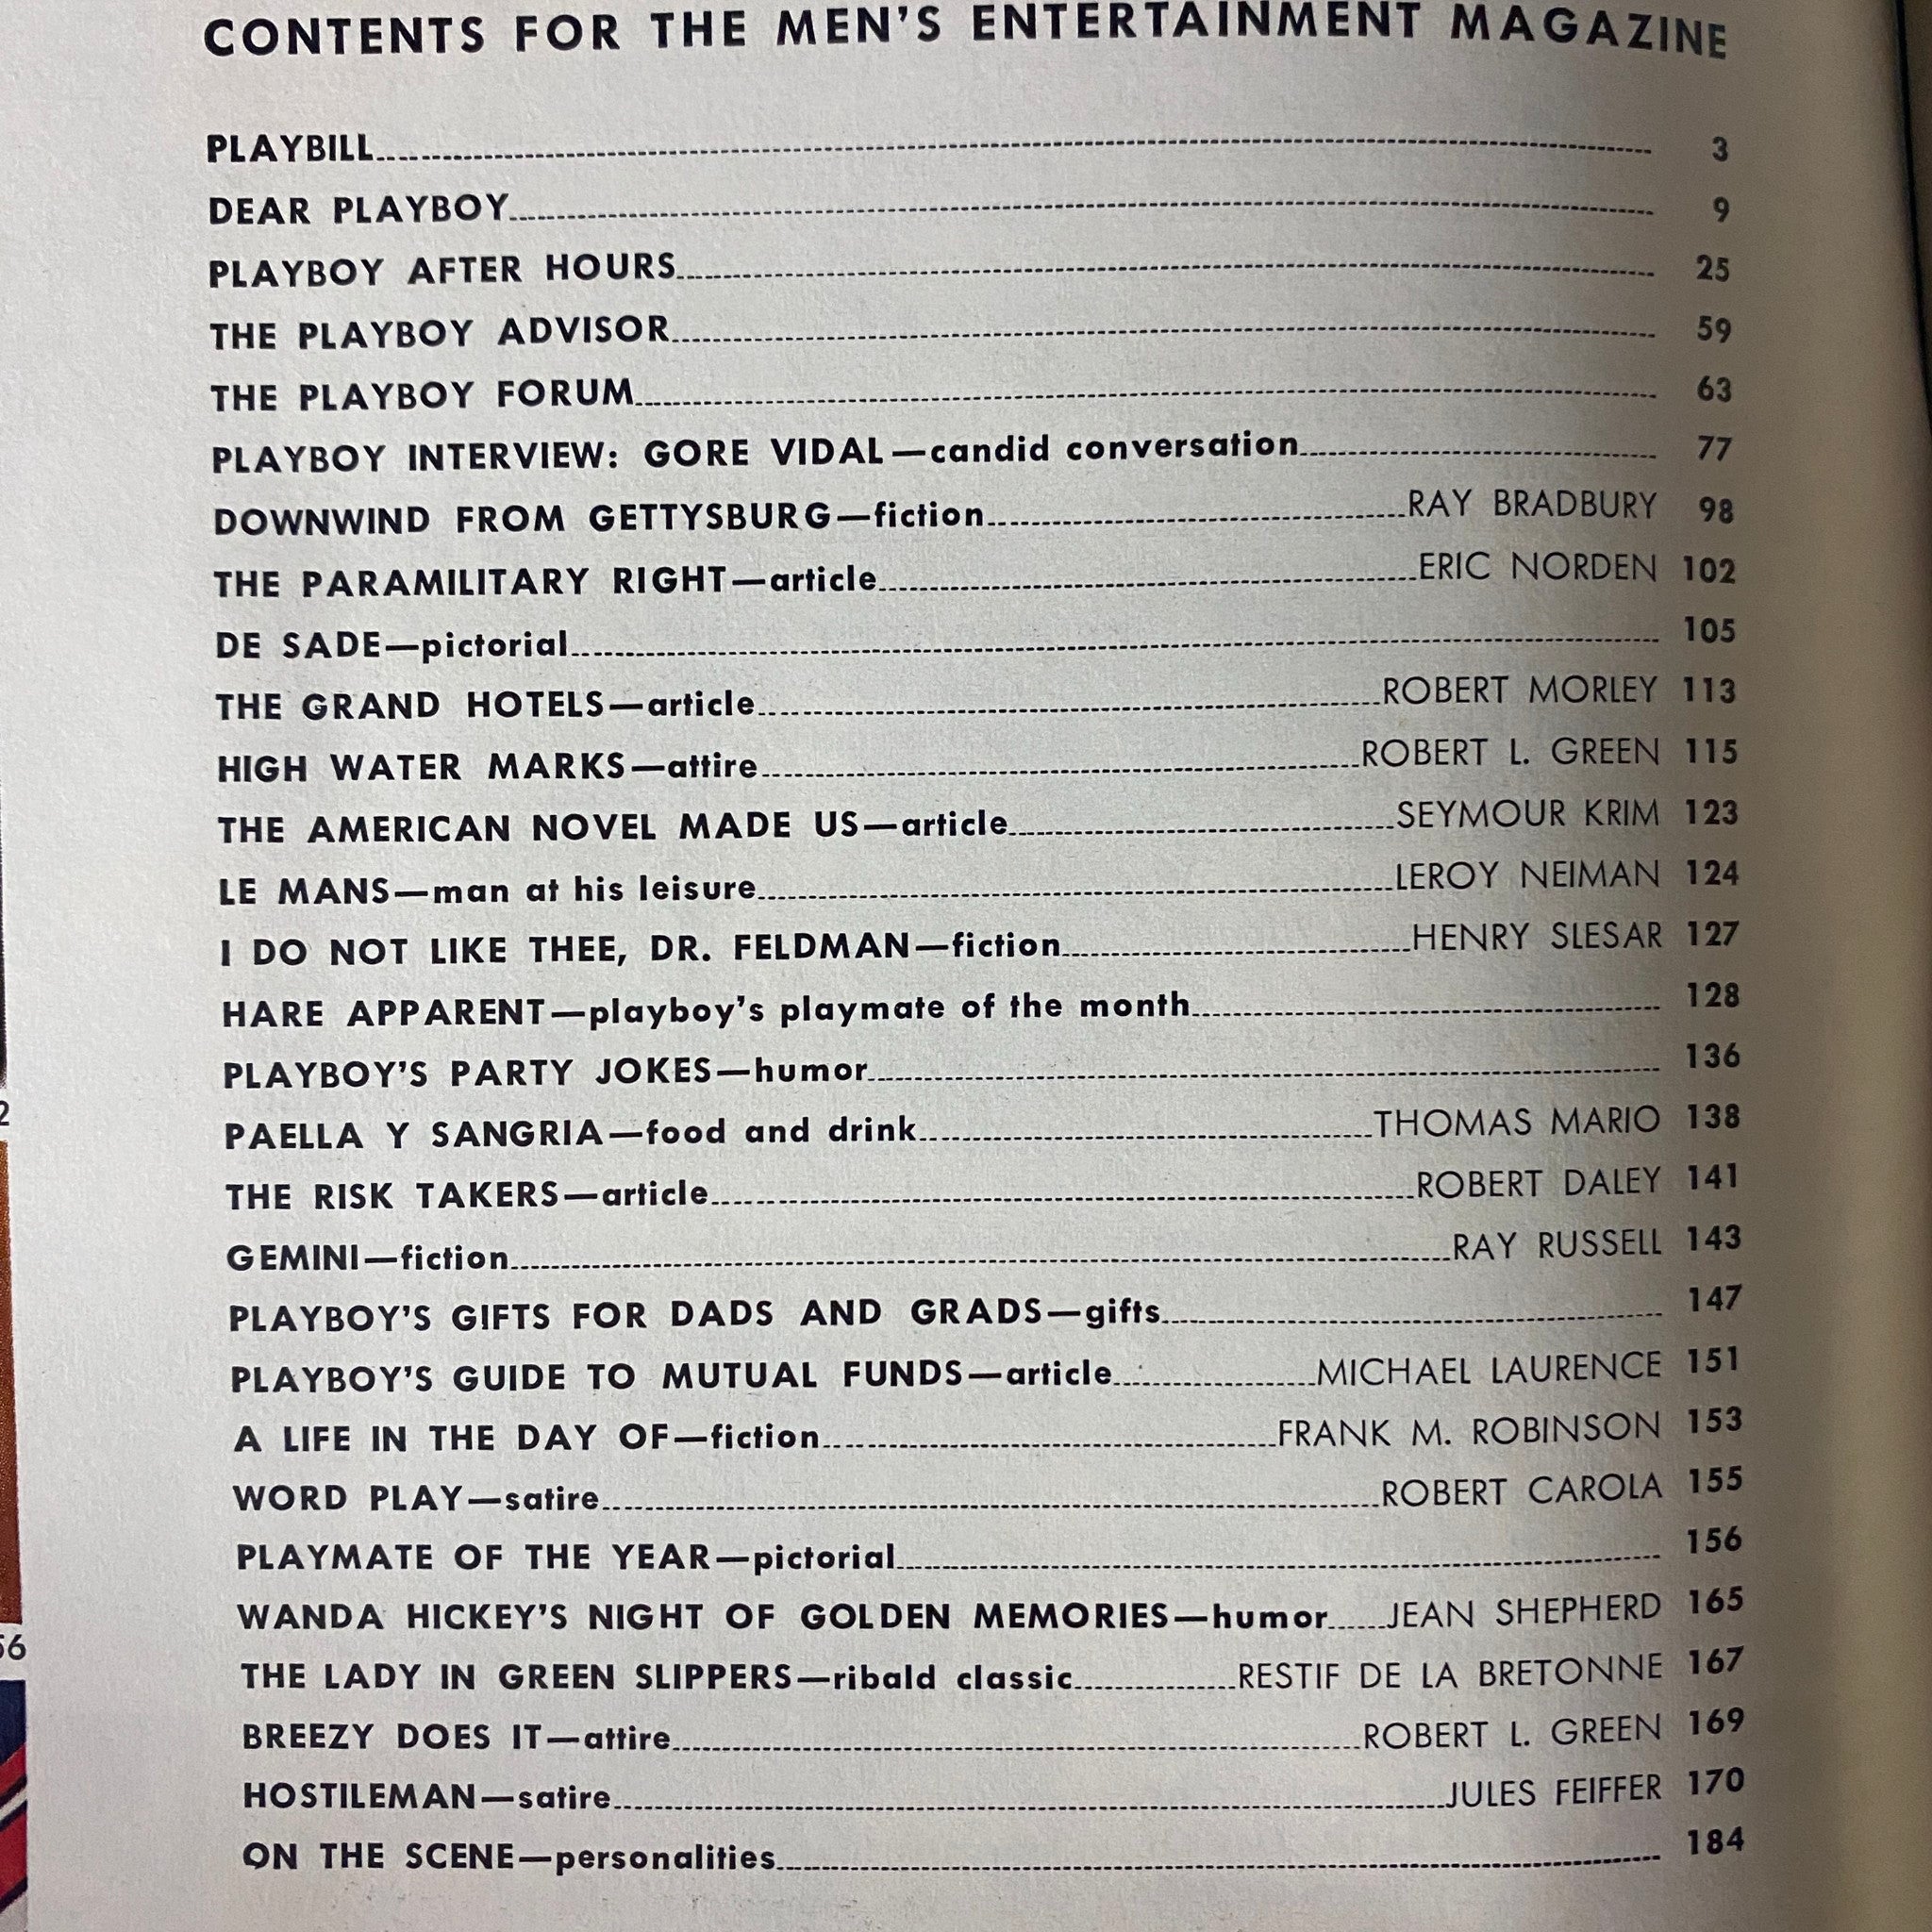 CONTENTS FOR THE MEN'S ENTERTAINMENT MAGAZINE
PLAYBILL 3
DEAR PLAYBOY 9
PLAYBOY AFTER HOURS 25
THE PLAYBOY ADVISOR 59
THE PLAYBOY FORUM 63
PLAYBOY INTERVIEW: GORE VIDAL—candid conversation 77
DOWNWIND FROM GETTYSBURG—fiction RAY BRADBURY 98
THE PARAMILITARY RIGHT—article ERIC NORDEN 102
DE SADE—pictorial 105
THE GRAND HOTELS—article ROBERT MORLEY 113
HIGH WATER MARKS—attire ROBERT L. GREEN 115
THE AMERICAN NOVEL MADE US—article SEYMOUR KRIM 123
LE MANS—man at his leisure LEROY NEIMAN 124
I DO NOT LIKE THEE, DR. FELDMAN—fiction HENRY SLESAR 127
HARE APPARENT—playboy's playmate of the month 128
PLAYBOY'S PARTY JOKES—humor 136
PAELLA Y SANGRIA—food and drink THOMAS MARIO 138
THE RISK TAKERS—article ROBERT DALEY 141
GEMINI—fiction RAY RUSSELL 143
PLAYBOY'S GIFTS FOR DADS AND GRADS—gifts 147
PLAYBOY'S GUIDE TO MUTUAL FUNDS—article MICHAEL LAURENCE 151
A LIFE IN THE DAY OF—fiction FRANK M. ROBINSON 153
WORD PLAY—satire ROBERT CAROLA 155
PLAYMATE OF THE YEAR—pictorial 156
WANDA HICKEY'S NIGHT OF GOLDEN MEMORIES—humor JEAN SHEPHERD 165
THE LADY IN GREEN SLIPPERS—ribald classic RESTIF DE LA BRETONNE 167
BREEZY DOES IT—attire ROBERT L. GREEN 169
HOSTILEMAN—satire JULES FEIFFER 170
ON THE SCENE—personalities 184